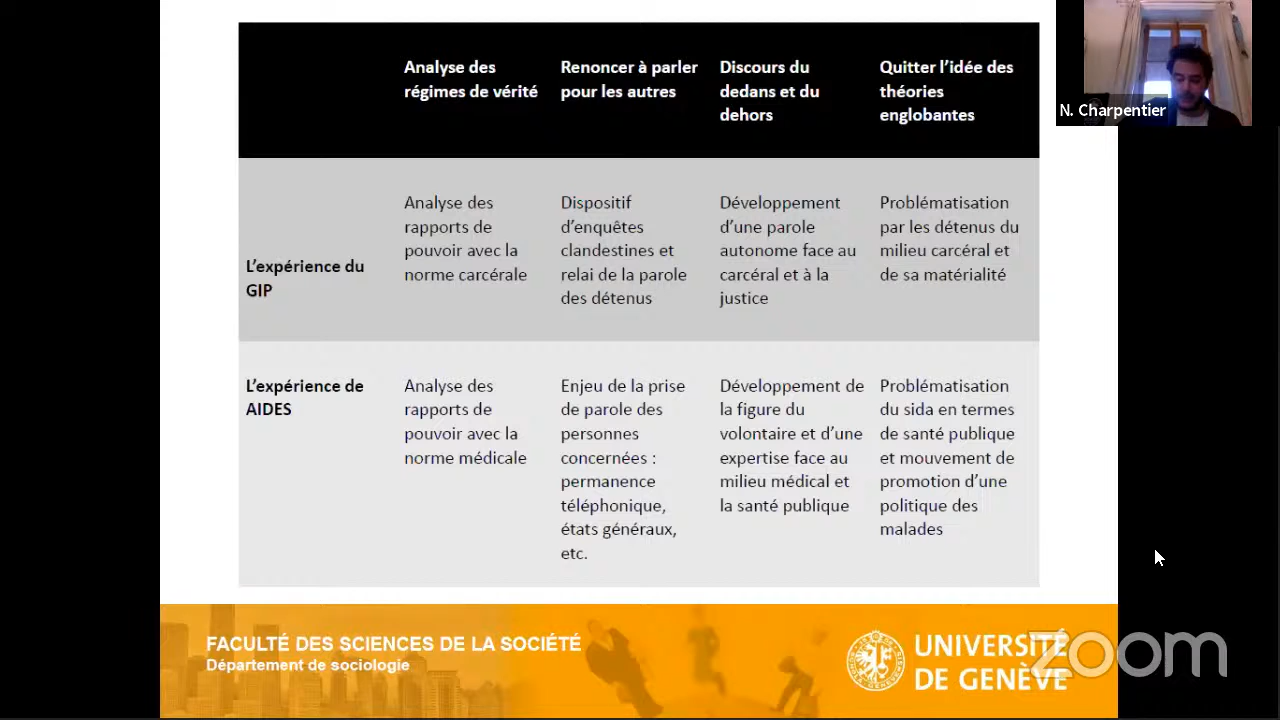 Analyse des
régimes de vérité
Renoncer à parler
pour les autres
Discours du
dedans et du
dehors
Quitter l’idée des
théories
englobantes
N. Charpentier
L’expérience du
GIP
Analyse des
rapports de
pouvoir avec la
norme carcérale
Dispositif
d’enquêtes
clandestines et
relai de la parole
des détenus
Développement
d’une parole
autonome face au
carcéral et à la
justice
Problématisation
par les détenus du
milieu carcéral et
de sa matérialité
L’expérience de
AIDES
Analyse des
rapports de
pouvoir avec la
norme médicale
Enjeu de la prise
de parole des
personnes
concernées :
permanence
téléphonique,
états généraux,
etc.
Développement de
la figure du
volontaire et d’une
expertise face au
milieu médical et
la santé publique
Problématisation
du sida en termes
de santé publique
et mouvement de
promotion d’une
politique des
malades
FACULTÉ DES SCIENCES DE LA SOCIÉTÉ
Département de sociologie
UNIVERSITÉ
DE GENÈVE
zoom